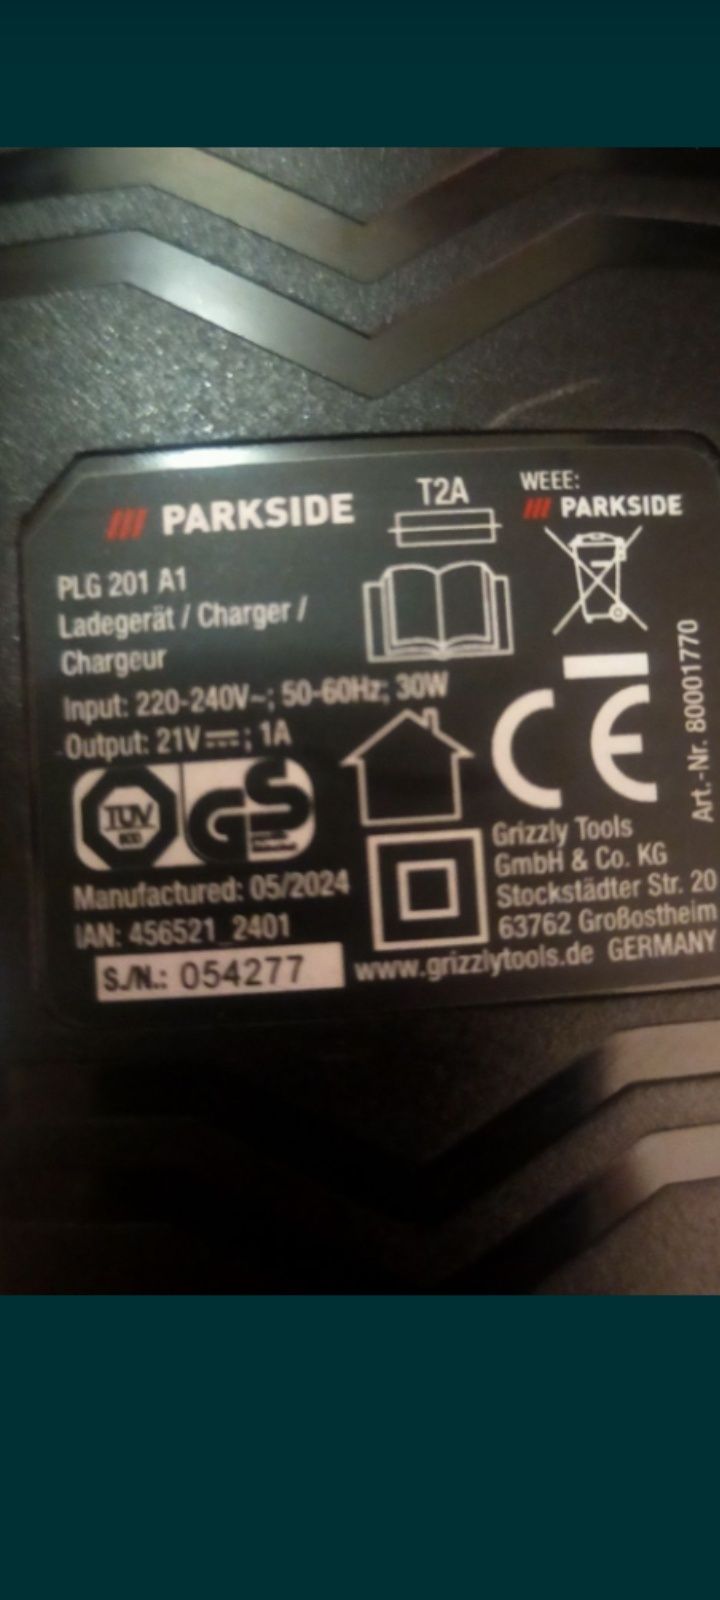 PARKSIDE
T2A
WEEE:
PARKSIDE
PLG 201 A1
Ladegerät / Charger /
Chargeur
Input: 220-240V~; 50-60Hz; 30W
Output: 21V⎓; 1A
CE
TÜV
GS
Manufactured: 05/2024
IAN: 456521_2401
S./N.: 054277
Grizzly Tools
GmbH & Co. KG
Stockstädter Str. 20
63762 Großostheim
www.grizzlytools.de GERMANY
Art.-Nr. 80001770